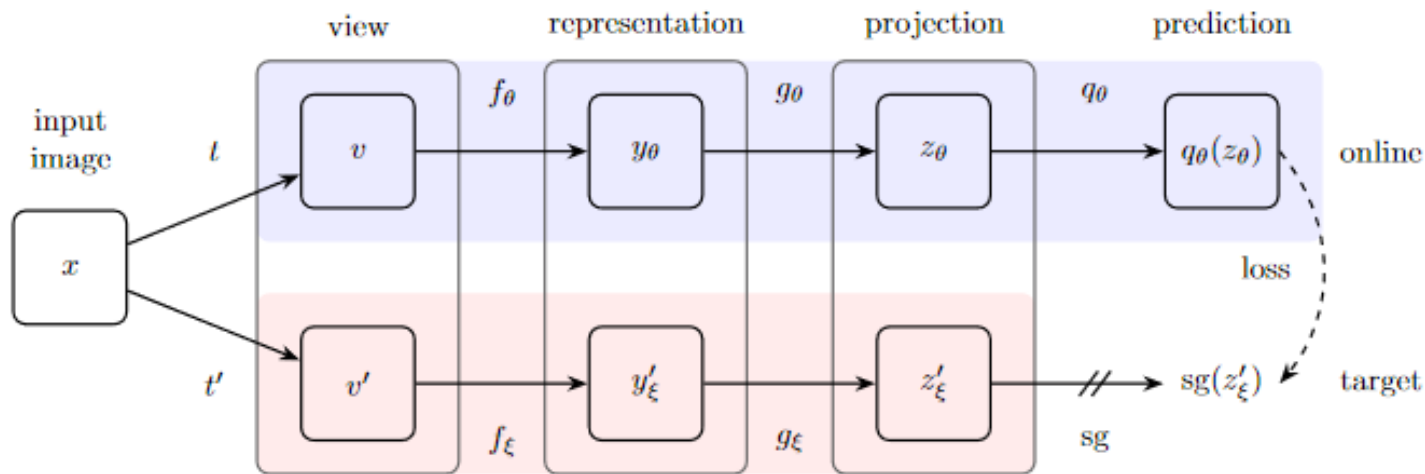 view representation projection prediction
input
image
t f_θ g_θ q_θ
v y_θ z_θ q_θ(z_θ) online
x
loss
t′ v′ y′_ξ z′_ξ sg(z′_ξ) target
f_ξ g_ξ sg